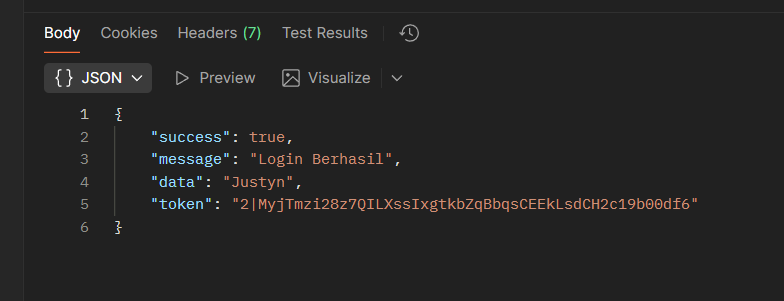 Body Cookies Headers (7) Test Results
{} JSON Preview Visualize
1 {
2 "success": true,
3 "message": "Login Berhasil",
4 "data": "Justyn",
5 "token": "2|MyjTmzi28z7QILXssIxgtkbZqBbqsCEEkLsdCH2c19b00df6"
6 }